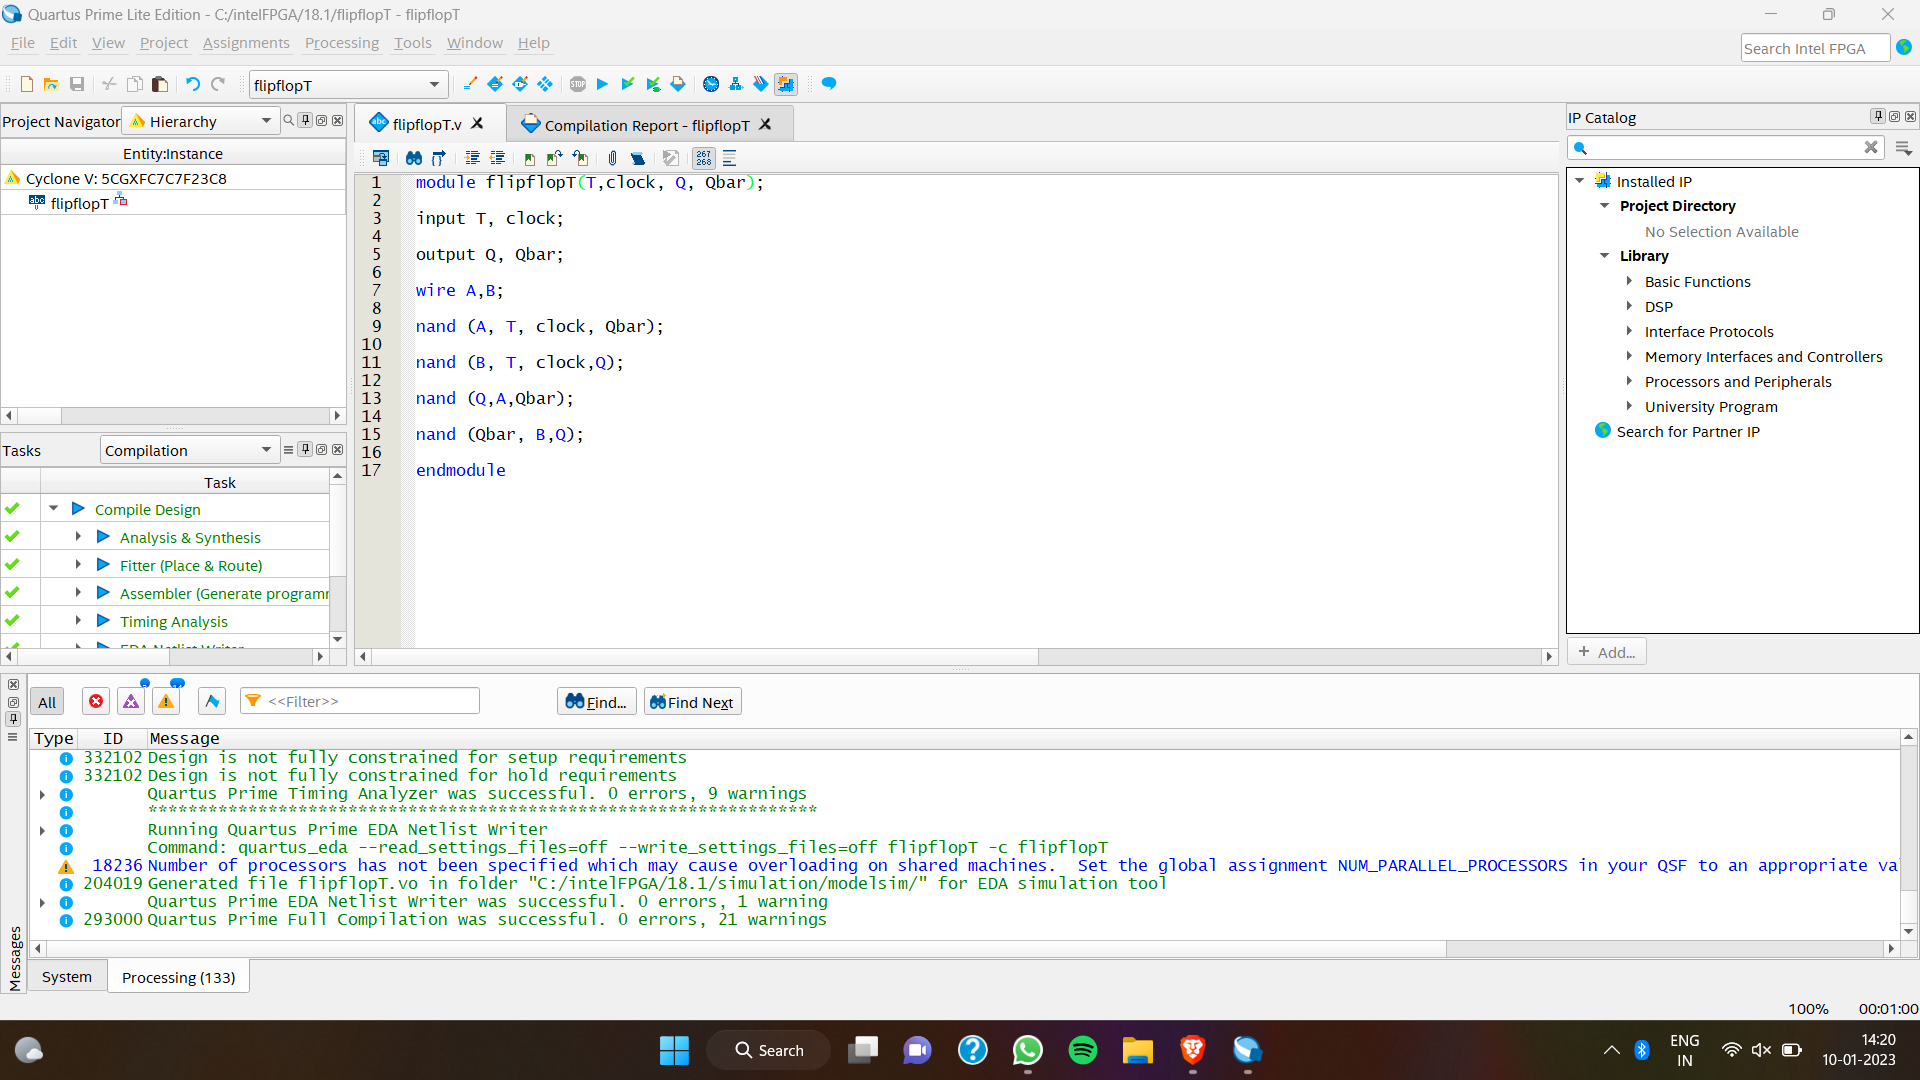 Quartus Prime Lite Edition - C:/intelFPGA/18.1/flipflopT - flipflopT
File Edit View Project Assignments Processing Tools Window Help
Search Intel FPGA
flipflopT
STOP
Project Navigator Hierarchy
Entity:Instance
Cyclone V: 5CGXFC7C7F23C8
abc flipflopT
Tasks Compilation
Task
Compile Design
Analysis & Synthesis
Fitter (Place & Route)
Assembler (Generate programm
Timing Analysis
EDA Netlist Writer
abc flipflopT.v
Compilation Report - flipflopT
267
268
1 module flipflopT(T,clock, Q, Qbar);
2
3 input T, clock;
4
5 output Q, Qbar;
6
7 wire A,B;
8
9 nand (A, T, clock, Qbar);
10
11 nand (B, T, clock,Q);
12
13 nand (Q,A,Qbar);
14
15 nand (Qbar, B,Q);
16
17 endmodule
IP Catalog
Installed IP
Project Directory
No Selection Available
Library
Basic Functions
DSP
Interface Protocols
Memory Interfaces and Controllers
Processors and Peripherals
University Program
Search for Partner IP
+ Add...
All
<<Filter>>
Find...
Find Next
Type ID Message
332102 Design is not fully constrained for setup requirements
332102 Design is not fully constrained for hold requirements
Quartus Prime Timing Analyzer was successful. 0 errors, 9 warnings
*******************************************************************
Running Quartus Prime EDA Netlist Writer
Command: quartus_eda --read_settings_files=off --write_settings_files=off flipflopT -c flipflopT
18236 Number of processors has not been specified which may cause overloading on shared machines.  Set the global assignment NUM_PARALLEL_PROCESSORS in your QSF to an appropriate va
204019 Generated file flipflopT.vo in folder "C:/intelFPGA/18.1/simulation/modelsim/" for EDA simulation tool
Quartus Prime EDA Netlist Writer was successful. 0 errors, 1 warning
293000 Quartus Prime Full Compilation was successful. 0 errors, 21 warnings
Messages
System
Processing (133)
100% 00:01:00
Search
ENG
IN
14:20
10-01-2023